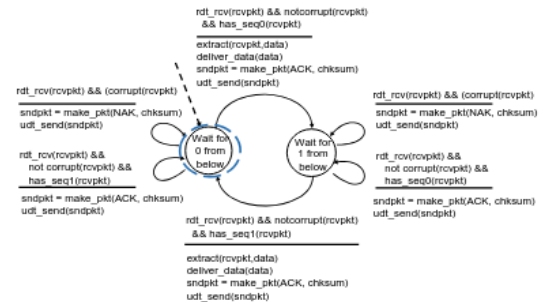 rdt_rcv(rcvpkt) && notcorrupt(rcvpkt)
&& has_seq0(rcvpkt)
extract(rcvpkt,data)
deliver_data(data)
sndpkt = make_pkt(ACK, chksum)
udt_send(sndpkt)
rdt_rcv(rcvpkt) && (corrupt(rcvpkt)
sndpkt = make_pkt(NAK, chksum)
udt_send(sndpkt)
rdt_rcv(rcvpkt) &&
not corrupt(rcvpkt) &&
has_seq1(rcvpkt)
sndpkt = make_pkt(ACK, chksum)
udt_send(sndpkt)
Wait for
0 from
below
Wait for
1 from
below
rdt_rcv(rcvpkt) && (corrupt(rcvpkt)
sndpkt = make_pkt(NAK, chksum)
udt_send(sndpkt)
rdt_rcv(rcvpkt) &&
not corrupt(rcvpkt) &&
has_seq0(rcvpkt)
sndpkt = make_pkt(ACK, chksum)
udt_send(sndpkt)
rdt_rcv(rcvpkt) && notcorrupt(rcvpkt)
&& has_seq1(rcvpkt)
extract(rcvpkt,data)
deliver_data(data)
sndpkt = make_pkt(ACK, chksum)
udt_send(sndpkt)